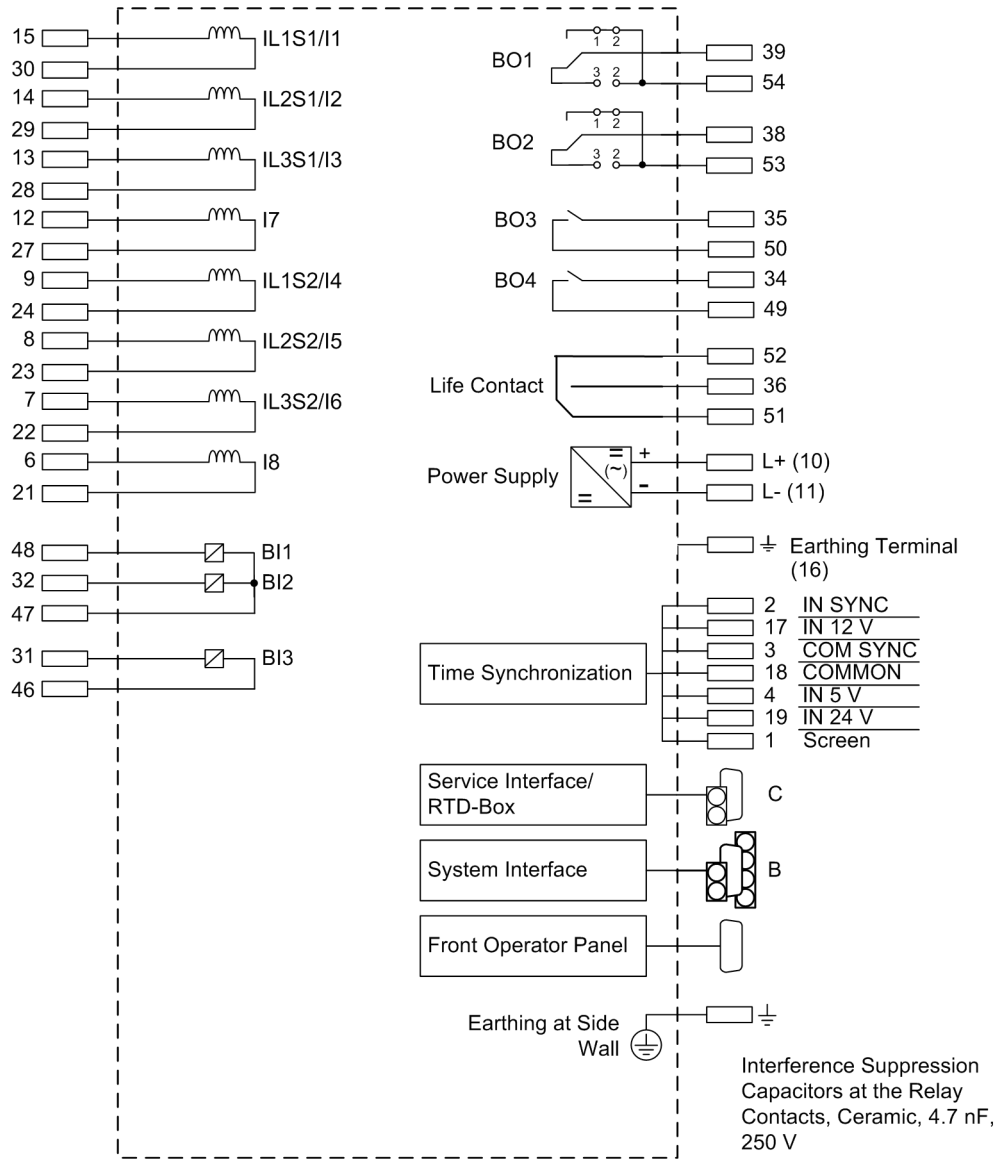 15 IL1S1/I1
30
14 IL2S1/I2
29
13 IL3S1/I3
28
12 I7
27
9 IL1S2/I4
24
8 IL2S2/I5
23
7 IL3S2/I6
22
6 I8
21
48 BI1
32 BI2
47
31 BI3
46
BO1 1 2 39
3 2 54
BO2 1 2 38
3 2 53
BO3 35
50
BO4 34
49
52
Life Contact 36
51
Power Supply = (~) = + L+ (10)
- L- (11)
Earthing Terminal
(16)
2 IN SYNC
17 IN 12 V
3 COM SYNC
Time Synchronization 18 COMMON
4 IN 5 V
19 IN 24 V
1 Screen
Service Interface/ C
RTD-Box
System Interface B
Front Operator Panel
Earthing at Side
Wall
Interference Suppression
Capacitors at the Relay
Contacts, Ceramic, 4.7 nF,
250 V